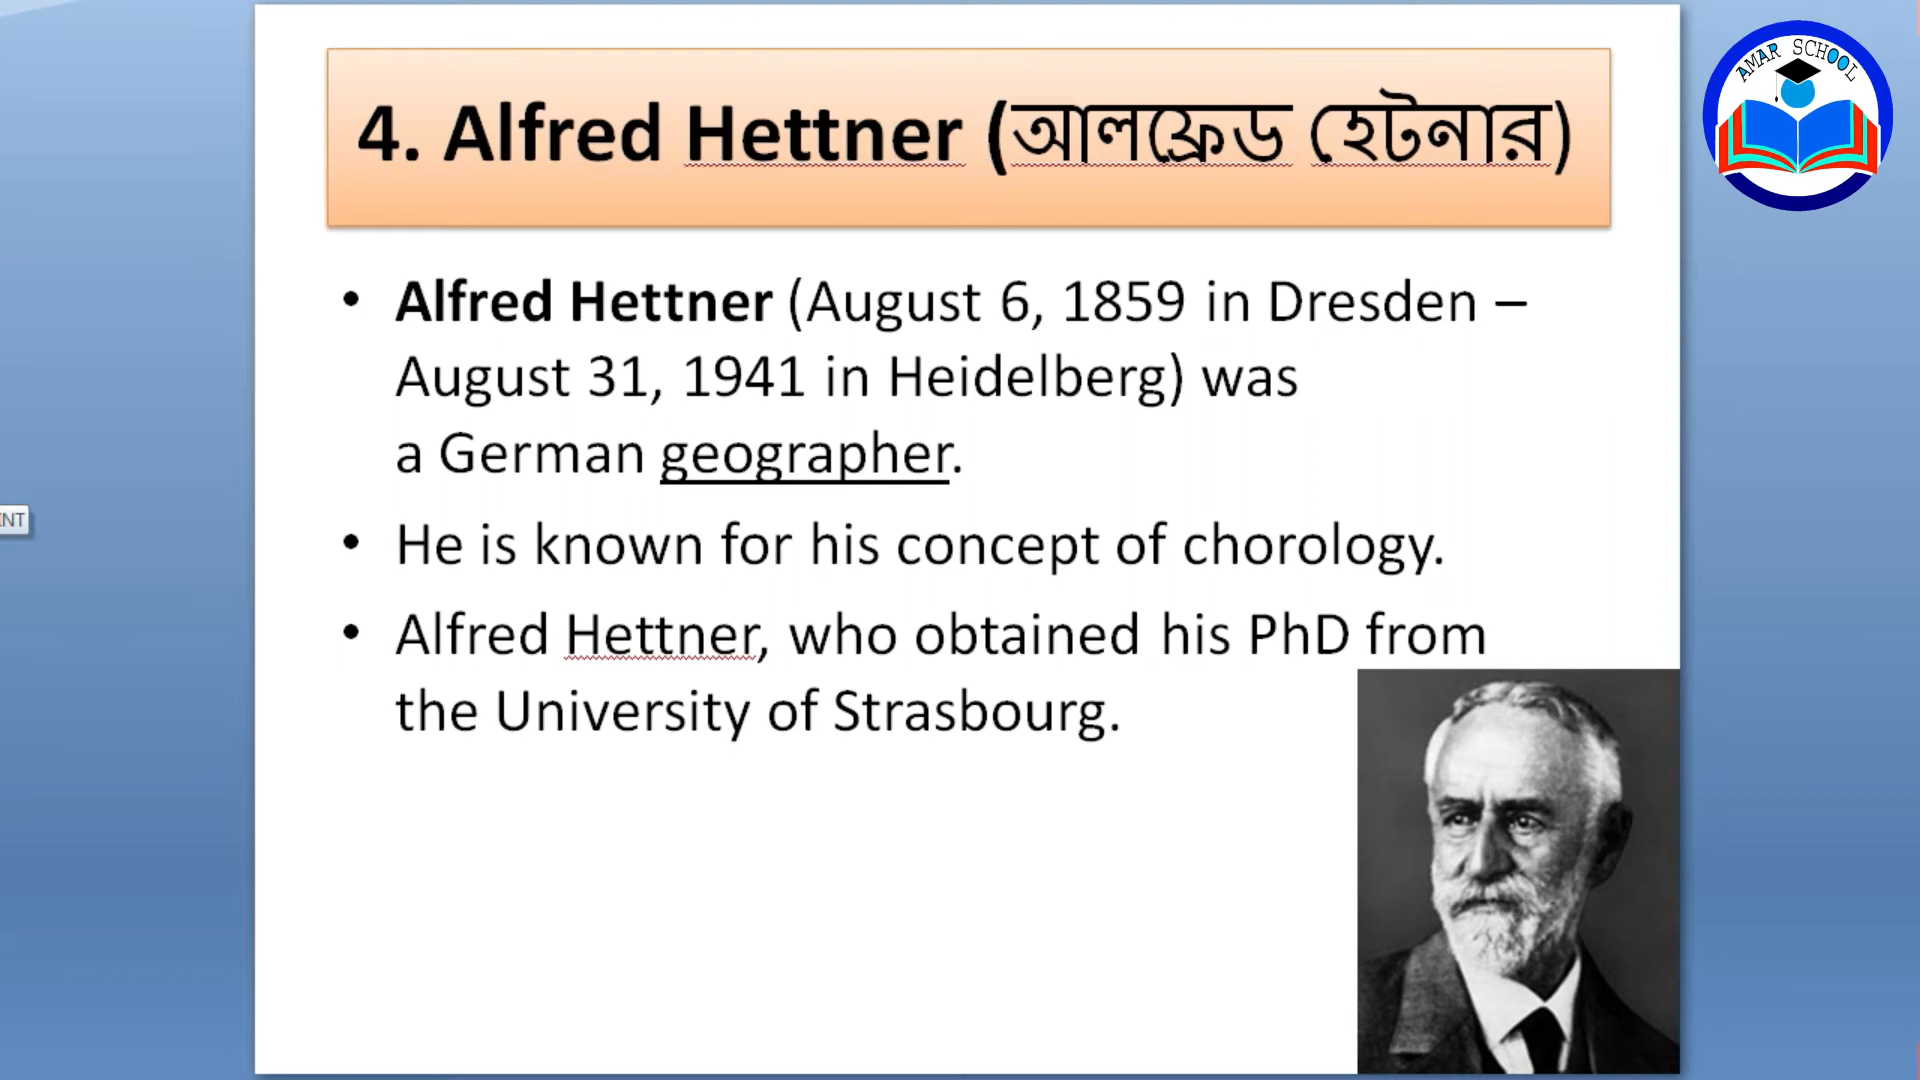 AMAR SCHOOL
4. Alfred Hettner (আলফ্রেড হেটনার)
• Alfred Hettner (August 6, 1859 in Dresden –
August 31, 1941 in Heidelberg) was
a German geographer.
• He is known for his concept of chorology.
• Alfred Hettner, who obtained his PhD from
the University of Strasbourg.